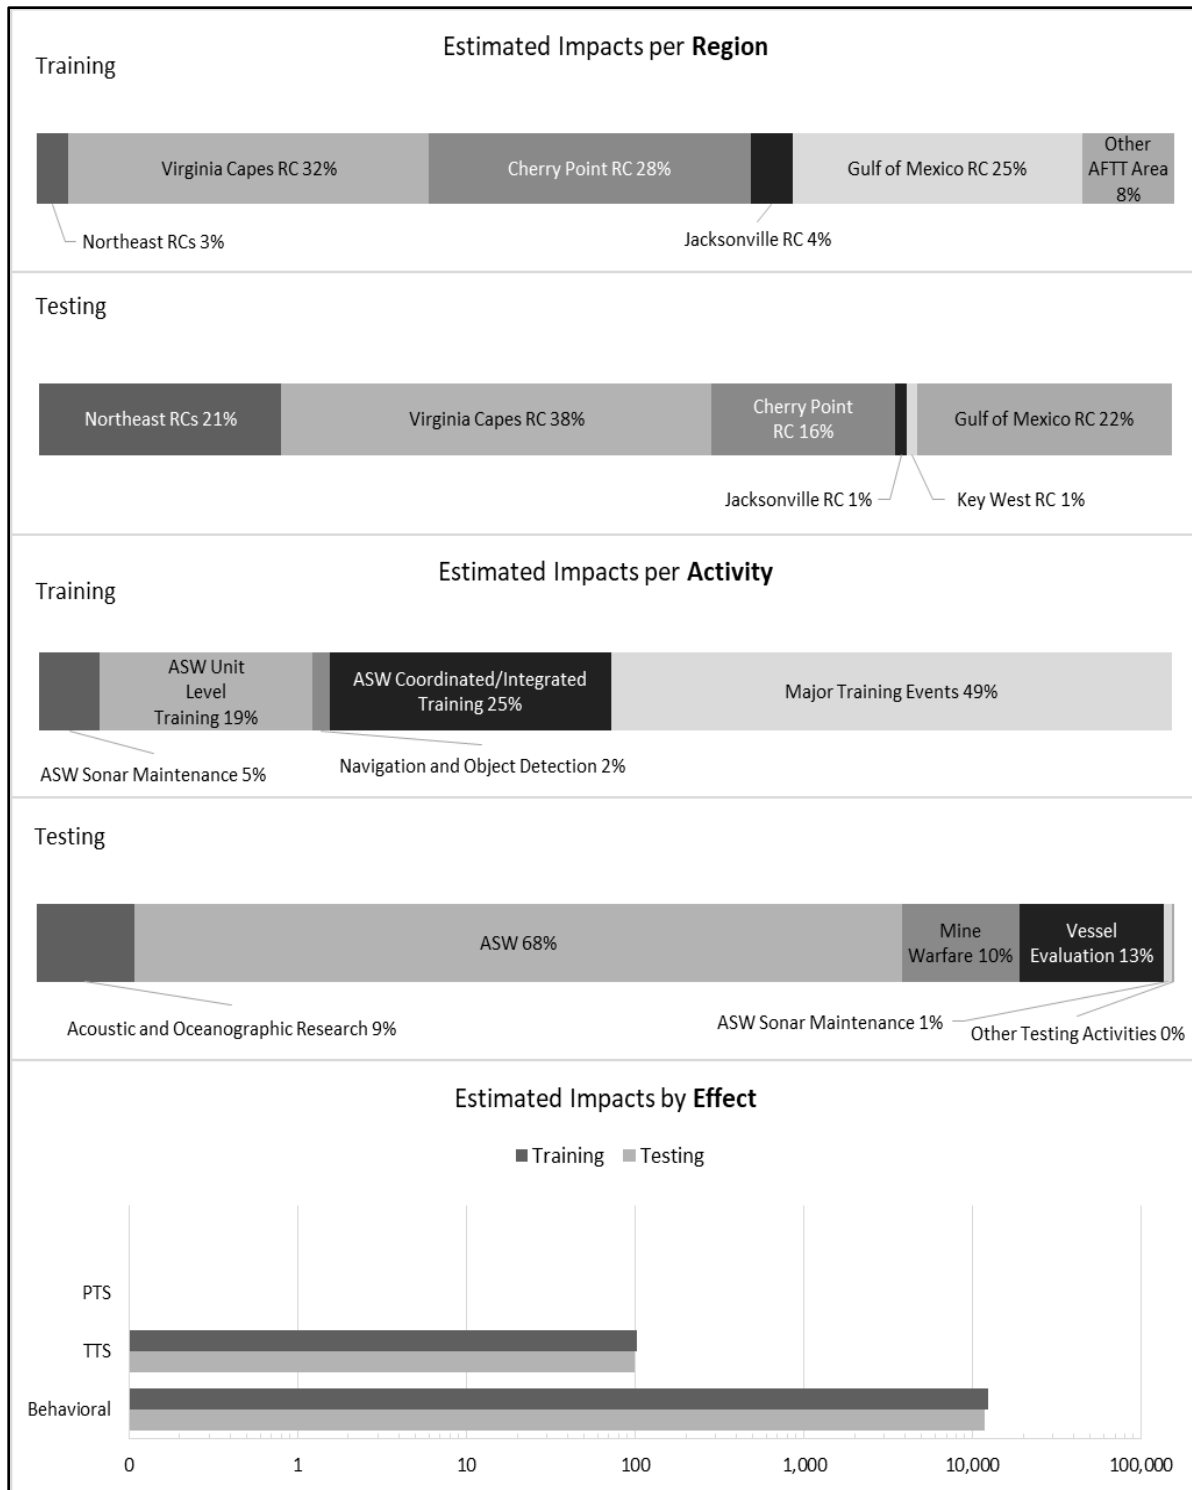 Estimated Impacts per Region
Training
Virginia Capes RC 32%
Cherry Point RC 28%
Gulf of Mexico RC 25%
Other
AFTT Area
8%
Northeast RCs 3%
Jacksonville RC 4%
Testing
Northeast RCs 21%
Virginia Capes RC 38%
Cherry Point
RC 16%
Gulf of Mexico RC 22%
Jacksonville RC 1%
Key West RC 1%
Estimated Impacts per Activity
Training
ASW Unit
Level
Training 19%
ASW Coordinated/Integrated
Training 25%
Major Training Events 49%
ASW Sonar Maintenance 5%
Navigation and Object Detection 2%
Testing
ASW 68%
Mine
Warfare 10%
Vessel
Evaluation 13%
Acoustic and Oceanographic Research 9%
ASW Sonar Maintenance 1%
Other Testing Activities 0%
Estimated Impacts by Effect
Training Testing
PTS
TTS
Behavioral
0 1 10 100 1,000 10,000 100,000